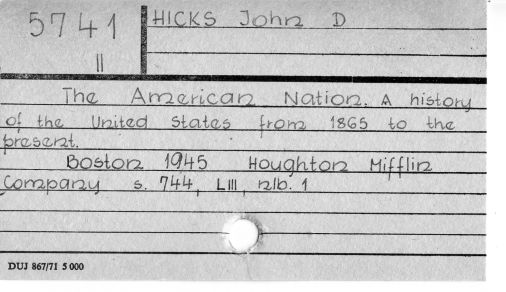 5741 HICKS John D
II
The American Nation. A history
of the United States from 1865 to the
present.
Boston 1945 Houghton Mifflin
Company s. 744, LIII, nlb. 1
DUJ 867/71 5 000